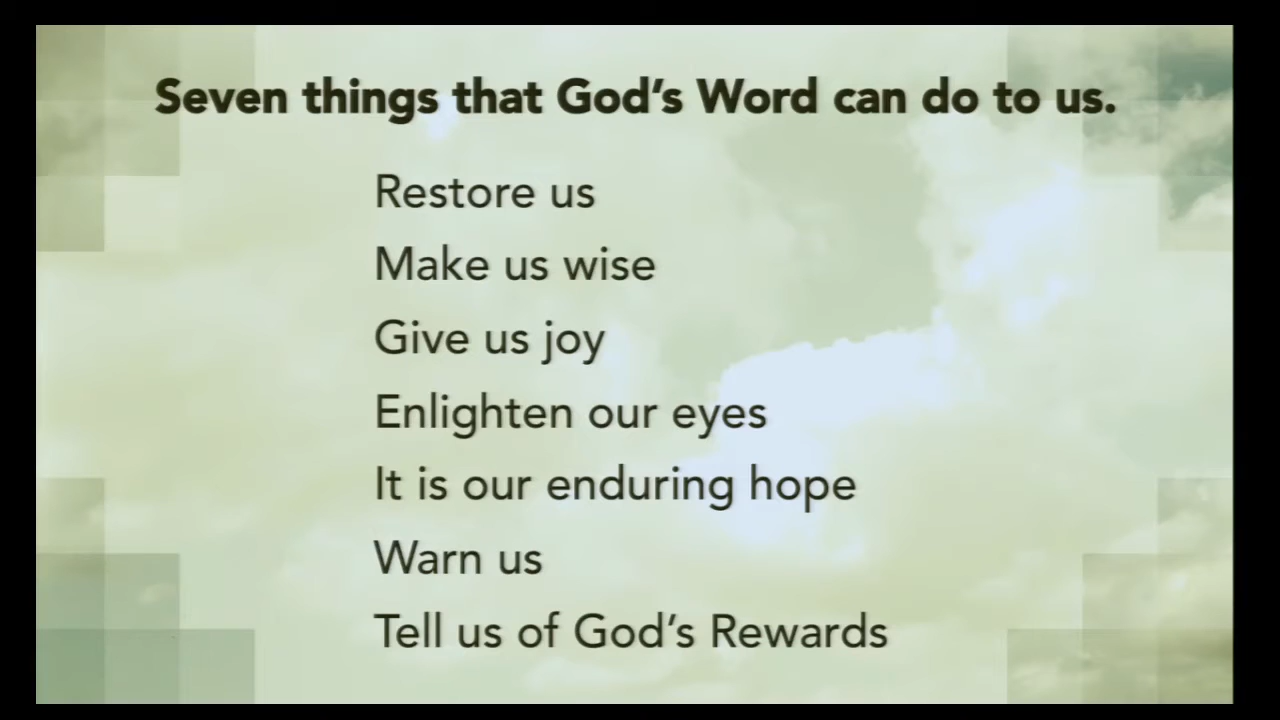 Seven things that God's Word can do to us.
Restore us
Make us wise
Give us joy
Enlighten our eyes
It is our enduring hope
Warn us
Tell us of God's Rewards